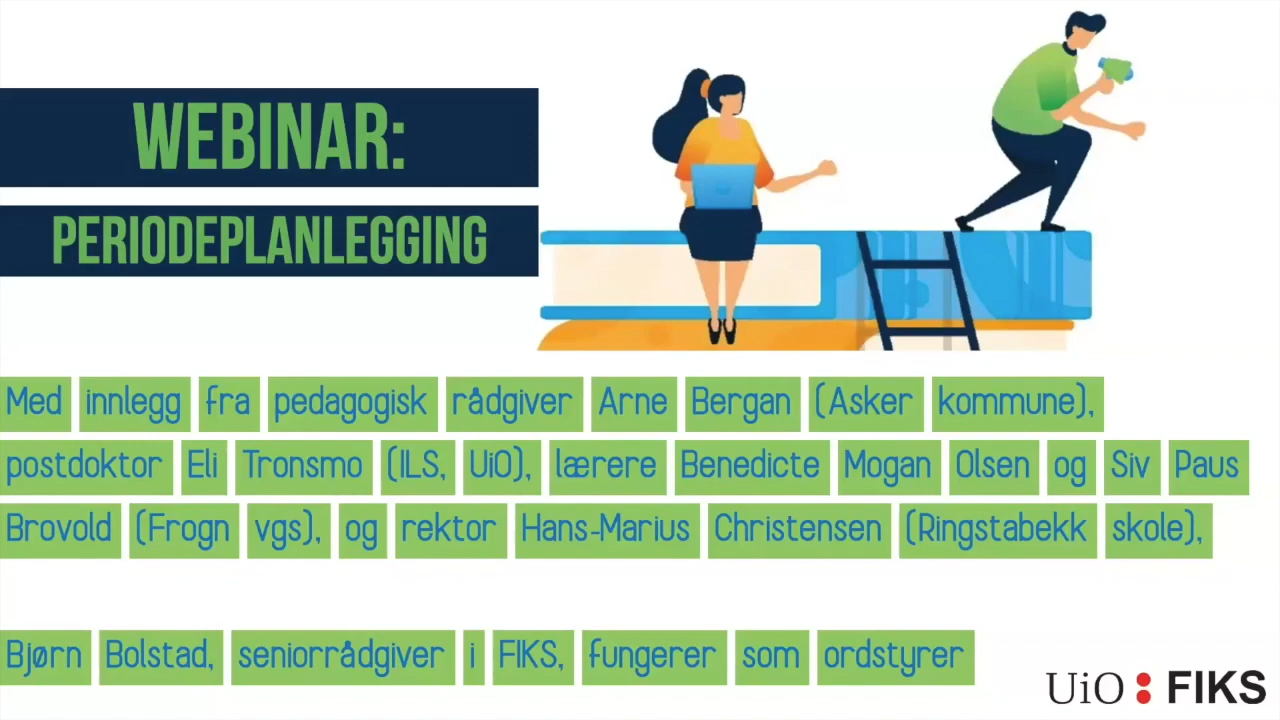 WEBINAR:
PERIODEPLANLEGGING
Med innlegg fra pedagogisk rådgiver Arne Bergan (Asker kommune),
postdoktor Eli Tronsmo (ILS, UiO), lærere Benedicte Mogan Olsen og Siv Paus
Brovold (Frogn vgs), og rektor Hans-Marius Christensen (Ringstabekk skole),
Bjørn Bolstad, seniorrådgiver i FIKS, fungerer som ordstyrer
UiO : FIKS